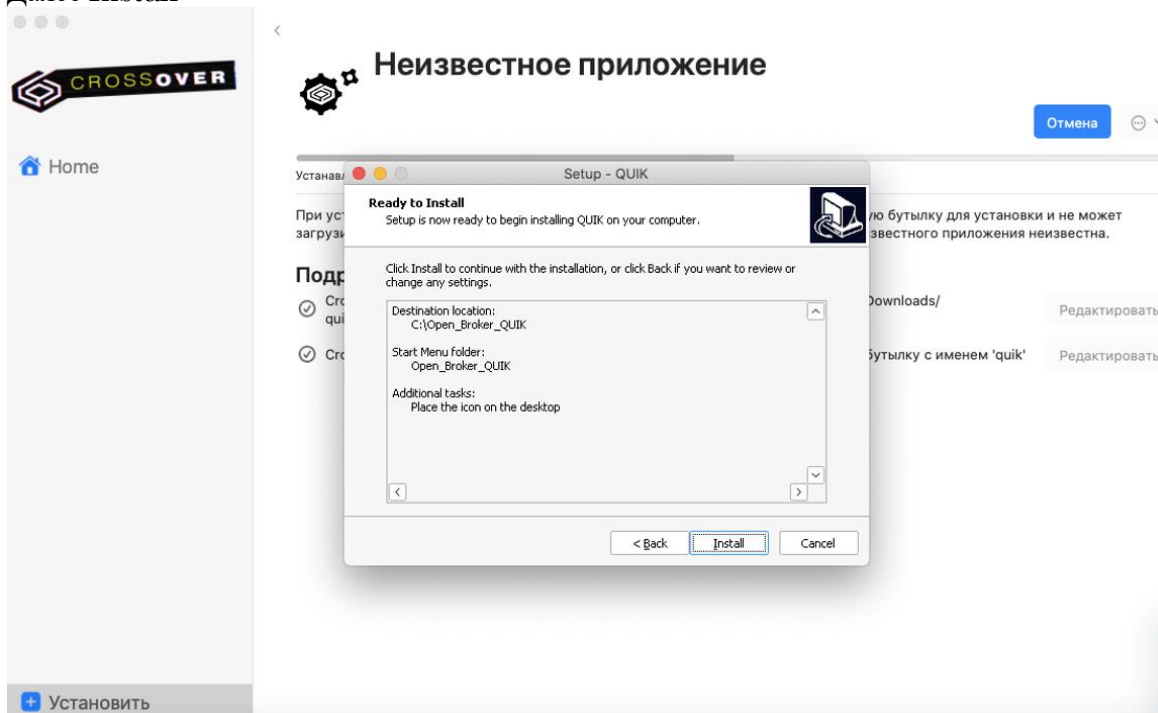 Далее Install
CROSSOVER
Home
Установить
Неизвестное приложение
Отмена
При
Setup - QUIK
Ready to Install
Setup is now ready to begin installing QUIK on your computer.
Click Install to continue with the installation, or click Back if you want to review or
change any settings.
Destination location:
C:\Open_Broker_QUIK
Start Menu folder:
Open_Broker_QUIK
Additional tasks:
Place the icon on the desktop
< Back
Install
Cancel
бутылку для установки и не может
приложения неизвестна.
Downloads/
Редактировать
бутылку с именем 'quik'
Редактировать